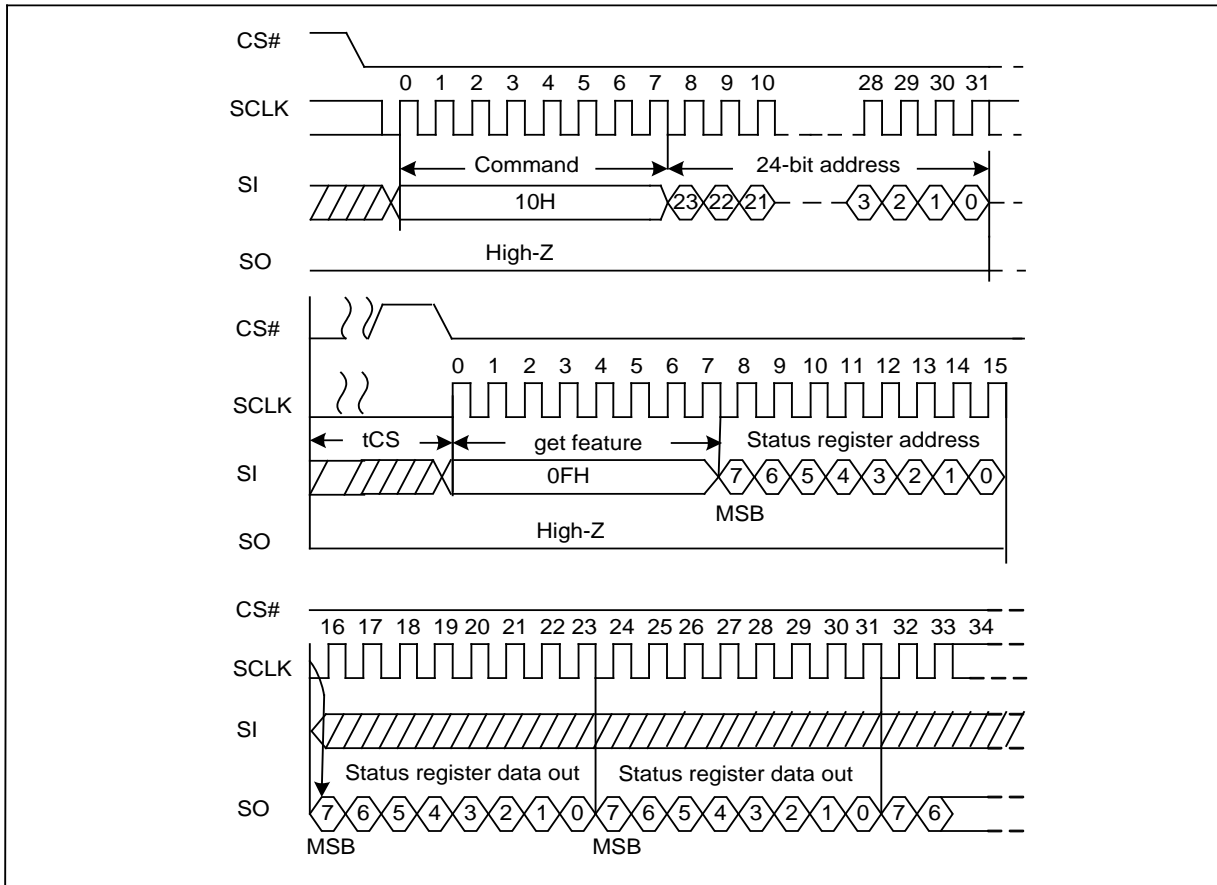 CS#
0 1 2 3 4 5 6 7 8 9 10 28 29 30 31
SCLK
Command 24-bit address
SI
10H 23 22 21 3 2 1 0
High-Z
SO
CS#
0 1 2 3 4 5 6 7 8 9 10 11 12 13 14 15
SCLK
tCS get feature Status register address
SI
0FH 7 6 5 4 3 2 1 0
MSB
High-Z
SO
CS#
16 17 18 19 20 21 22 23 24 25 26 27 28 29 30 31 32 33 34
SCLK
SI
Status register data out Status register data out
SO
7 6 5 4 3 2 1 0 7 6 5 4 3 2 1 0 7 6
MSB MSB